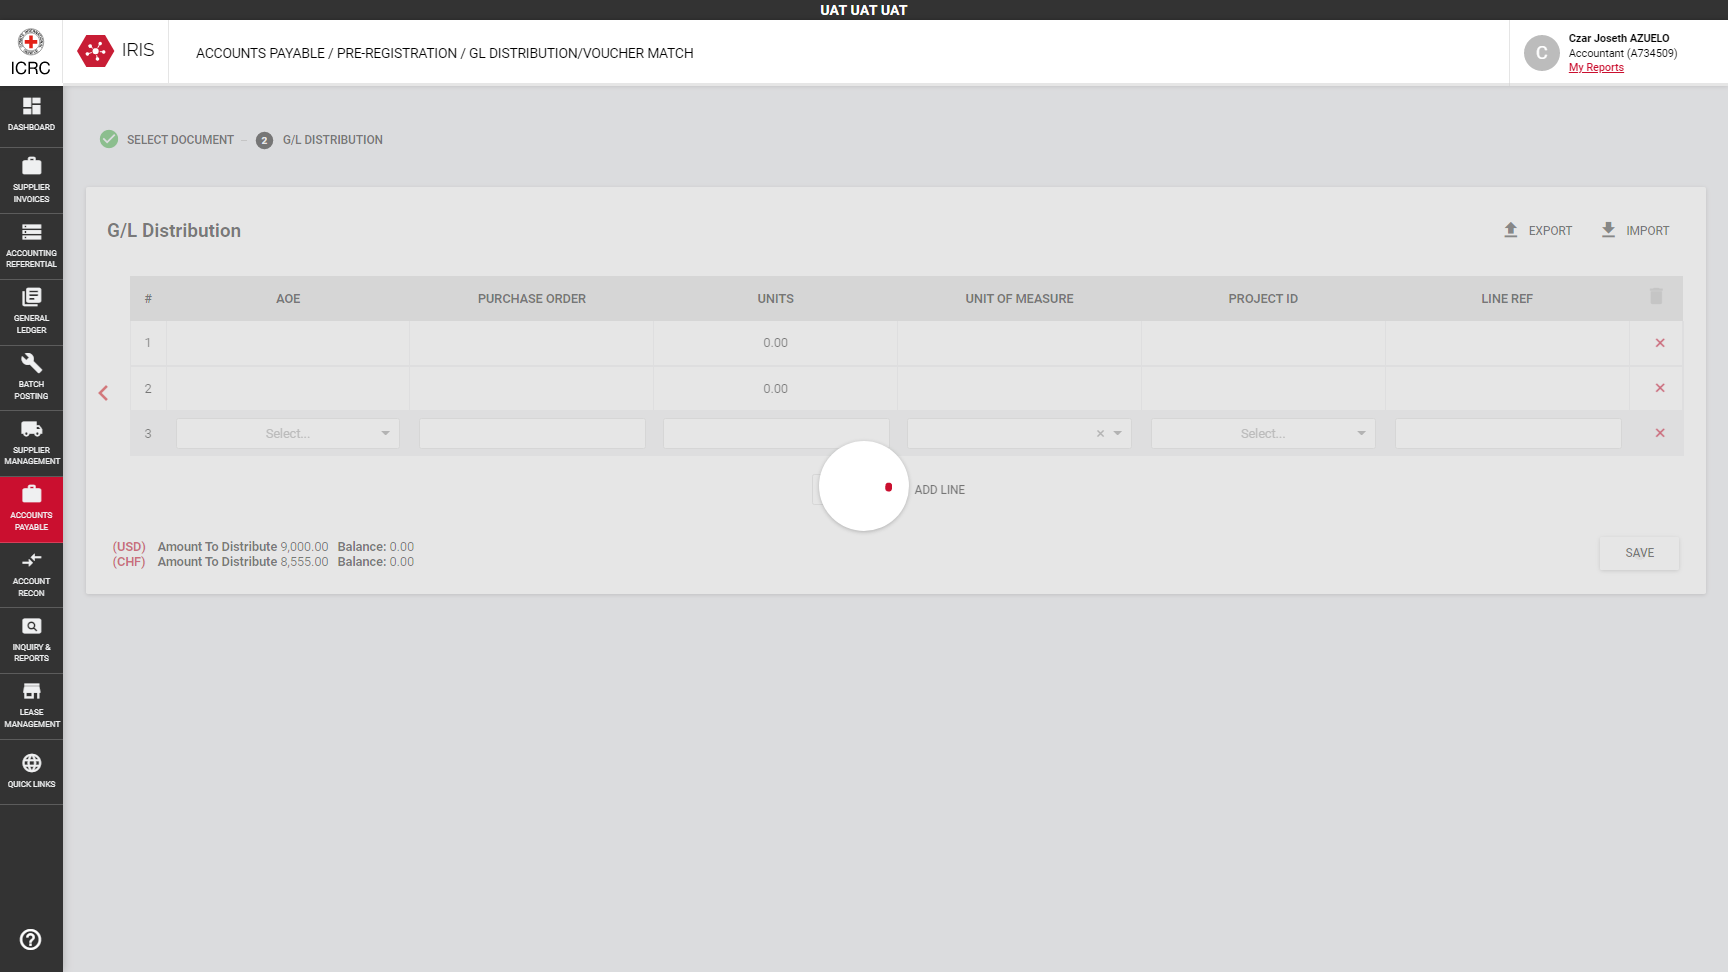 UAT UAT UAT
ICRC
IRIS
ACCOUNTS PAYABLE / PRE-REGISTRATION / GL DISTRIBUTION/VOUCHER MATCH
C
Czar Joseth AZUELO
Accountant (A734509)
My Reports
DASHBOARD
SUPPLIER
INVOICES
ACCOUNTING
REFERENTIAL
GENERAL
LEDGER
BATCH
POSTING
SUPPLIER
MANAGEMENT
ACCOUNTS
PAYABLE
ACCOUNT
RECON
INQUIRY &
REPORTS
LEASE
MANAGEMENT
QUICK LINKS
SELECT DOCUMENT
2 G/L DISTRIBUTION
G/L Distribution
EXPORT IMPORT
# AOE PURCHASE ORDER UNITS UNIT OF MEASURE PROJECT ID LINE REF
1 0.00
2 0.00
3 Select... Select...
ADD LINE
(USD) Amount To Distribute 9,000.00 Balance: 0.00
(CHF) Amount To Distribute 8,555.00 Balance: 0.00
SAVE